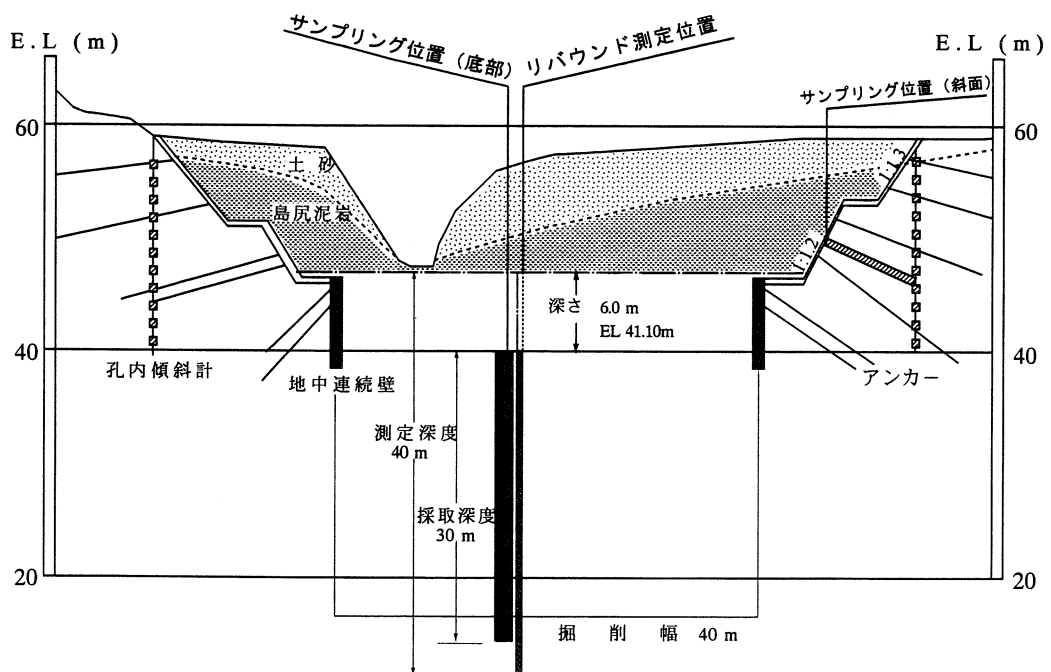 サンプリング位置（底部）
リバウンド測定位置
E.L (m)
E.L (m)
サンプリング位置（斜面）
60
60
土砂
島尻泥岩
1:1.3
1:1.2
深さ 6.0 m
EL 41.10m
40
40
孔内傾斜計
地中連続壁
アンカー
測定深度
40 m
採取深度
30 m
20
20
掘削幅 40 m